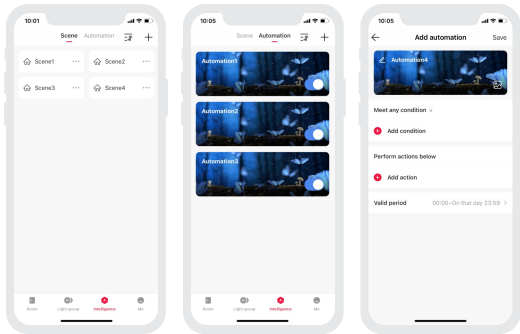 10:01
Scene Automation
Scene1 ···
Scene2 ···
Scene3 ···
Scene4 ···
Room
Light group
Intelligence
Me
10:05
Scene Automation
Automation1
Automation2
Automation3
Room
Light group
Intelligence
Me
10:05
Add automation Save
Automation4
Meet any condition
Add condition
Perform actions below
Add action
Valid period 00:00~On that day 23:59